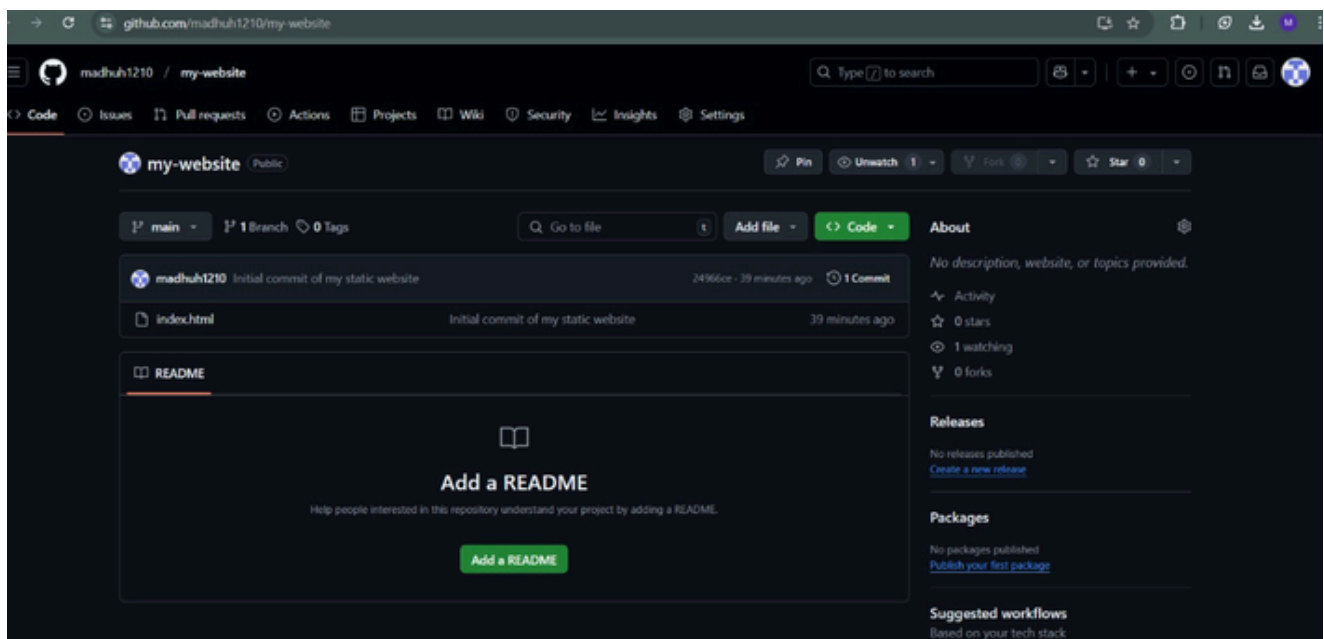 github.com/madhuh1210/my-website
M
madhuh1210 / my-website
Type / to search
Code Issues Pull requests Actions Projects Wiki Security Insights Settings
my-website Public
Pin Unwatch 1 Fork 0 Star 0
main 1 Branch 0 Tags Go to file t Add file Code
About
No description, website, or topics provided.
madhuh1210 Initial commit of my static website 24966ce · 39 minutes ago 1 Commit
index.html Initial commit of my static website 39 minutes ago
Activity
0 stars
1 watching
0 forks
README
Add a README
Help people interested in this repository understand your project by adding a README.
Add a README
Releases
No releases published
Create a new release
Packages
No packages published
Publish your first package
Suggested workflows
Based on your tech stack